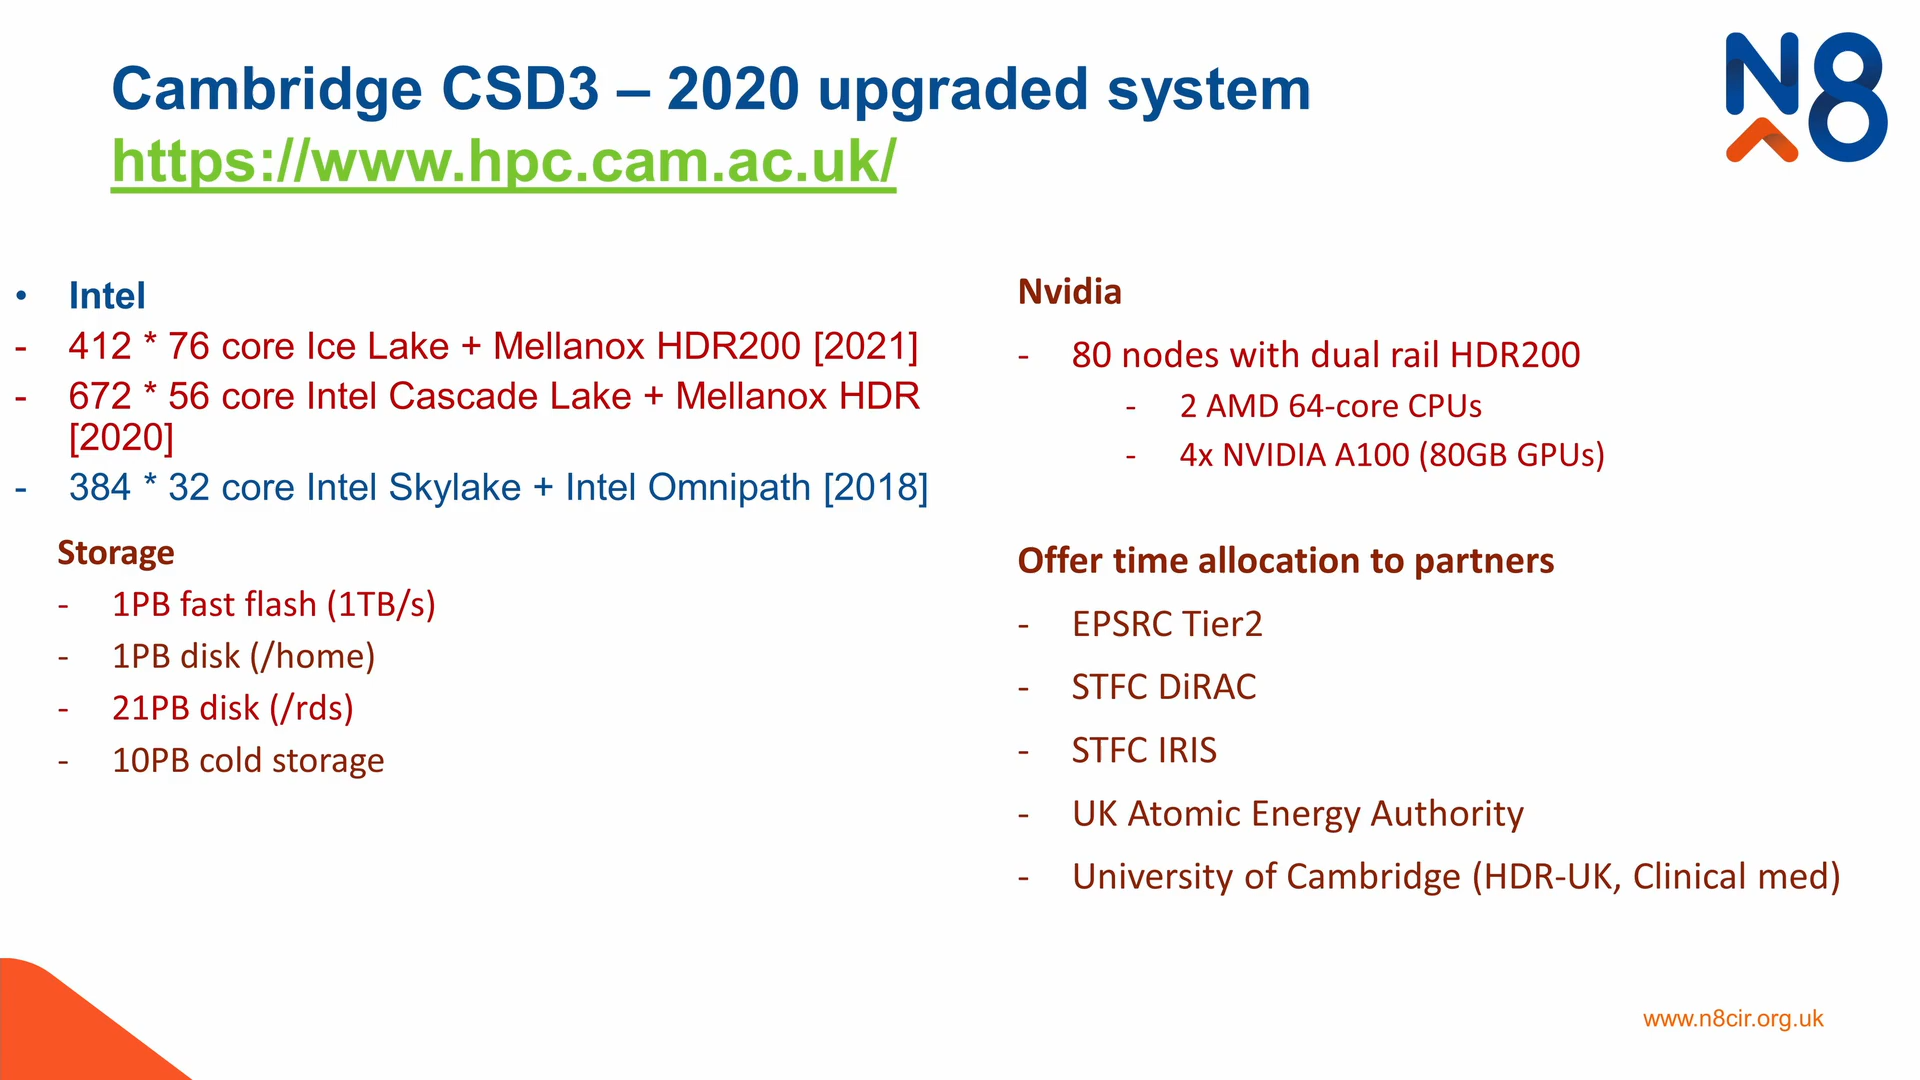 Cambridge CSD3 – 2020 upgraded system
https://www.hpc.cam.ac.uk/
N8
• Intel
- 412 * 76 core Ice Lake + Mellanox HDR200 [2021]
- 672 * 56 core Intel Cascade Lake + Mellanox HDR
[2020]
- 384 * 32 core Intel Skylake + Intel Omnipath [2018]
Storage
- 1PB fast flash (1TB/s)
- 1PB disk (/home)
- 21PB disk (/rds)
- 10PB cold storage
Nvidia
- 80 nodes with dual rail HDR200
- 2 AMD 64-core CPUs
- 4x NVIDIA A100 (80GB GPUs)
Offer time allocation to partners
- EPSRC Tier2
- STFC DiRAC
- STFC IRIS
- UK Atomic Energy Authority
- University of Cambridge (HDR-UK, Clinical med)
www.n8cir.org.uk